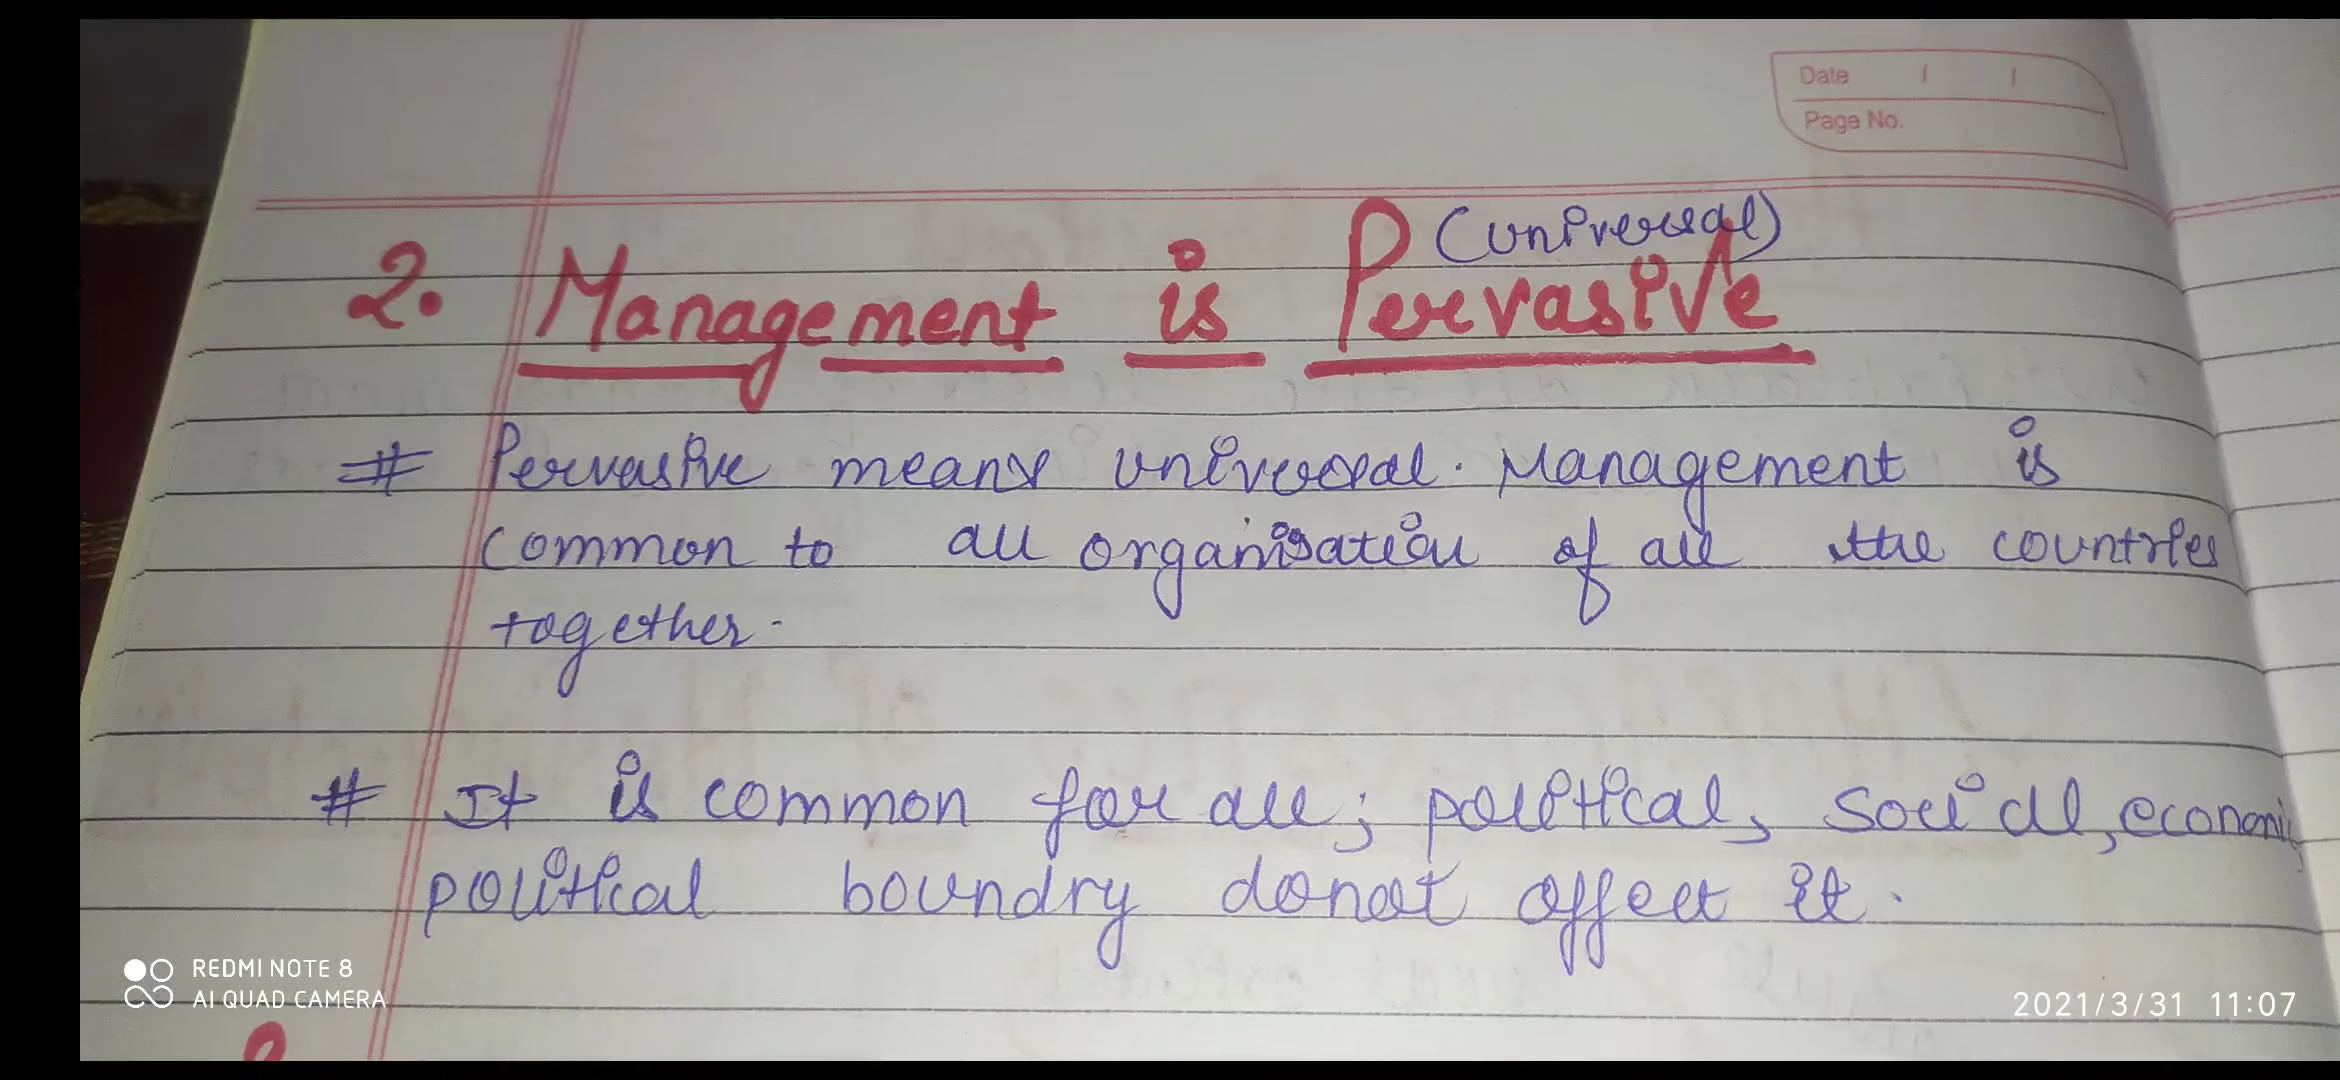 Date / /
Page No.
(universal)
2. Management is Pervasive
# Pervasive means universal. Management is
common to all organisation of all the countries
together.
# It is common for all; political, social, economic,
political boundry donot affect it.
REDMI NOTE 8
AI QUAD CAMERA
2021/3/31 11:07